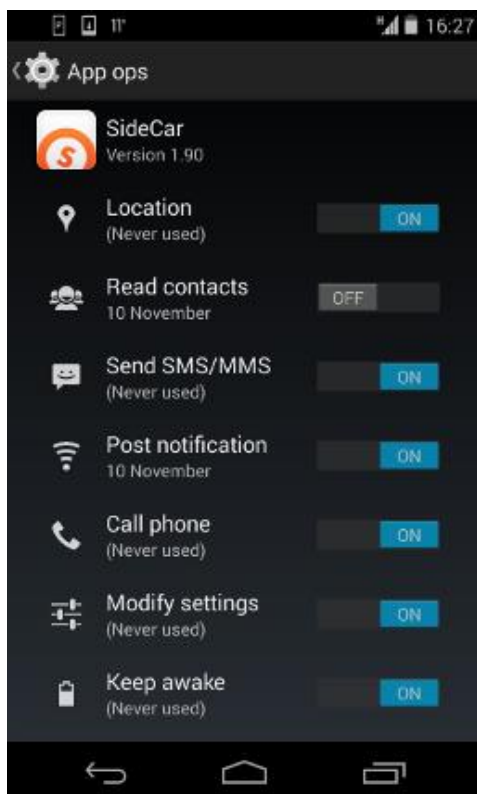 11°
H
16:27
App ops
S
SideCar
Version 1.90
Location
(Never used)
ON
Read contacts
10 November
OFF
Send SMS/MMS
(Never used)
ON
Post notification
10 November
ON
Call phone
(Never used)
ON
Modify settings
(Never used)
ON
Keep awake
(Never used)
ON